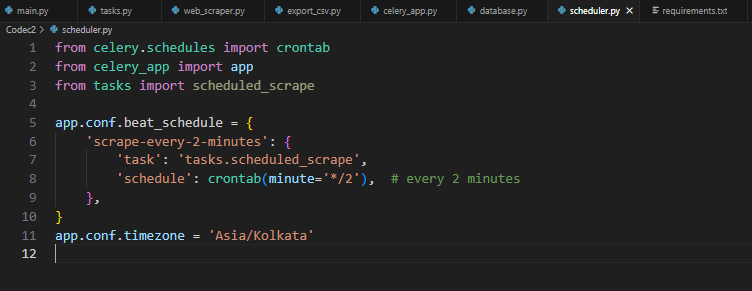 main.py tasks.py web_scraper.py export_csv.py celery_app.py database.py scheduler.py × requirements.txt
Codec2 > scheduler.py
1 from celery.schedules import crontab
2 from celery_app import app
3 from tasks import scheduled_scrape
4
5 app.conf.beat_schedule = {
6     'scrape-every-2-minutes': {
7         'task': 'tasks.scheduled_scrape',
8         'schedule': crontab(minute='*/2'),  # every 2 minutes
9     },
10 }
11 app.conf.timezone = 'Asia/Kolkata'
12